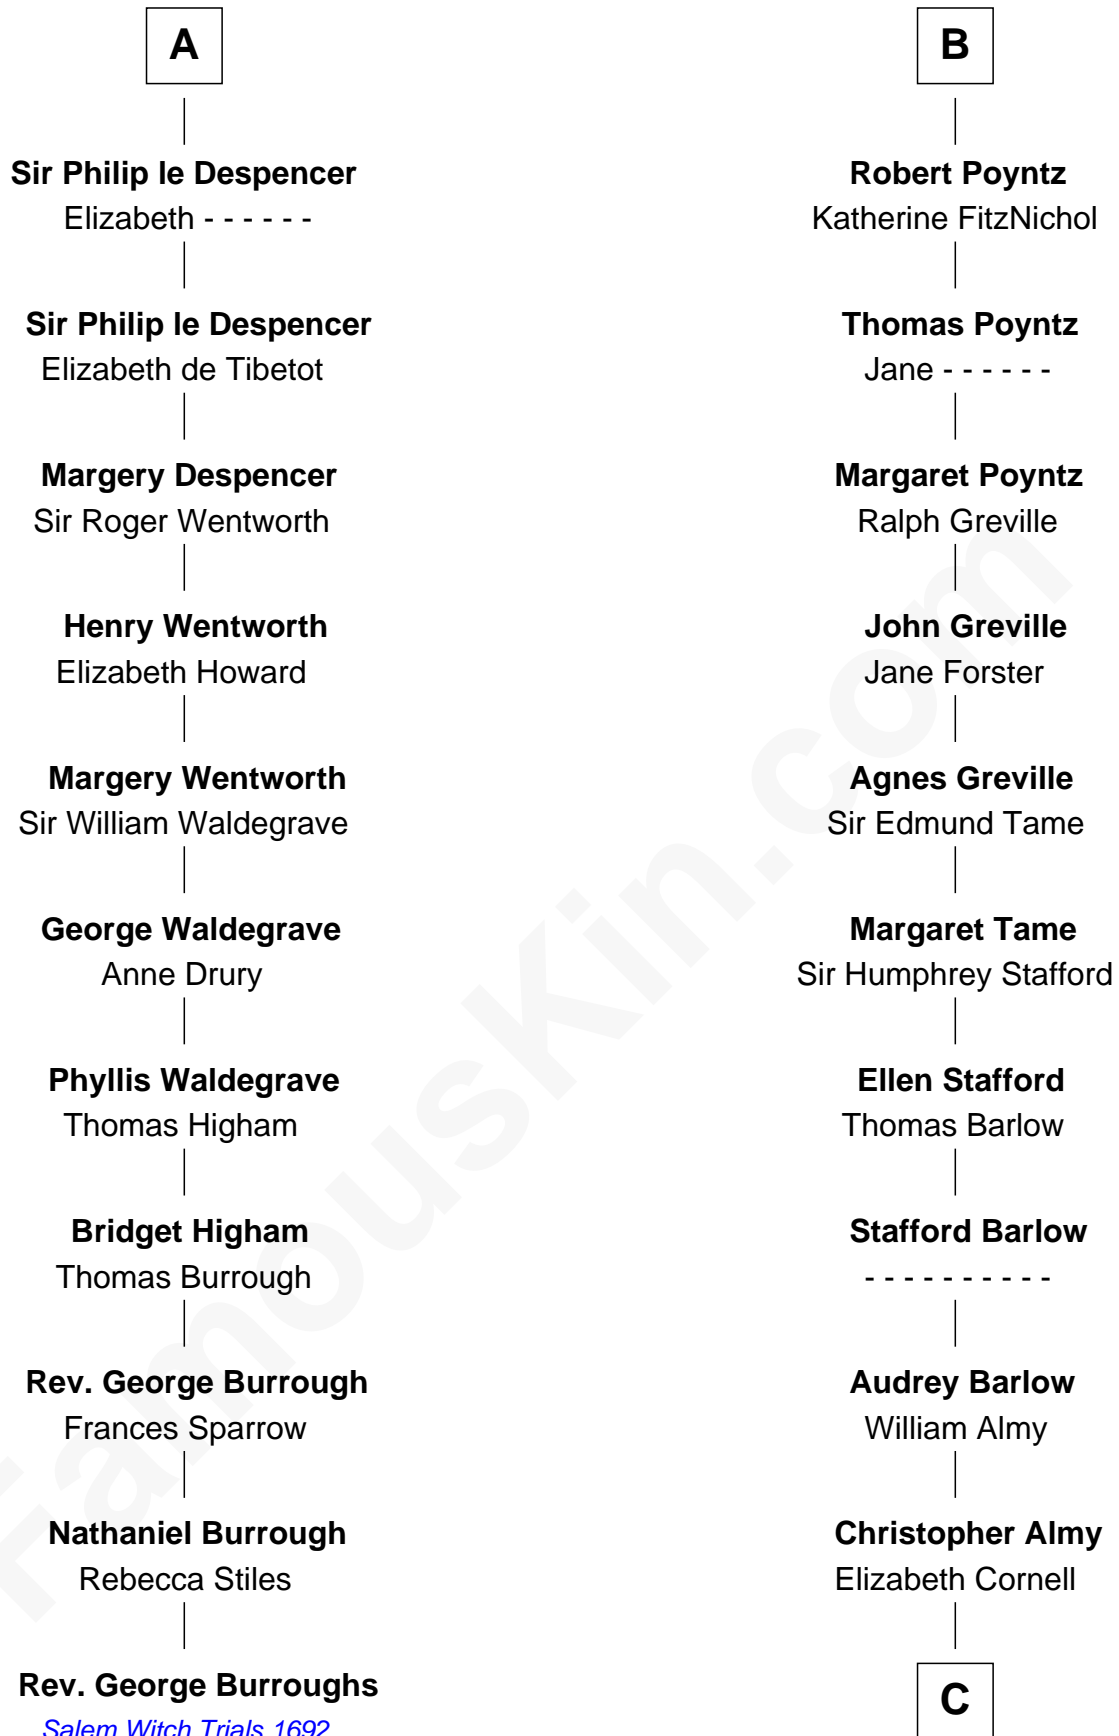 A
Sir Philip le Despencer
Elizabeth - - - - - -
Sir Philip le Despencer
Elizabeth de Tibetot
Margery Despencer
Sir Roger Wentworth
Henry Wentworth
Elizabeth Howard
Margery Wentworth
Sir William Waldegrave
George Waldegrave
Anne Drury
Phyllis Waldegrave
Thomas Higham
Bridget Higham
Thomas Burrough
Rev. George Burrough
Frances Sparrow
Nathaniel Burrough
Rebecca Stiles
Rev. George Burroughs
Salem Witch Trials 1692
B
Robert Poyntz
Katherine FitzNichol
Thomas Poyntz
Jane - - - - - -
Margaret Poyntz
Ralph Greville
John Greville
Jane Forster
Agnes Greville
Sir Edmund Tame
Margaret Tame
Sir Humphrey Stafford
Ellen Stafford
Thomas Barlow
Stafford Barlow
- - - - - - - - - -
Audrey Barlow
William Almy
Christopher Almy
Elizabeth Cornell
C
FamousKin.com